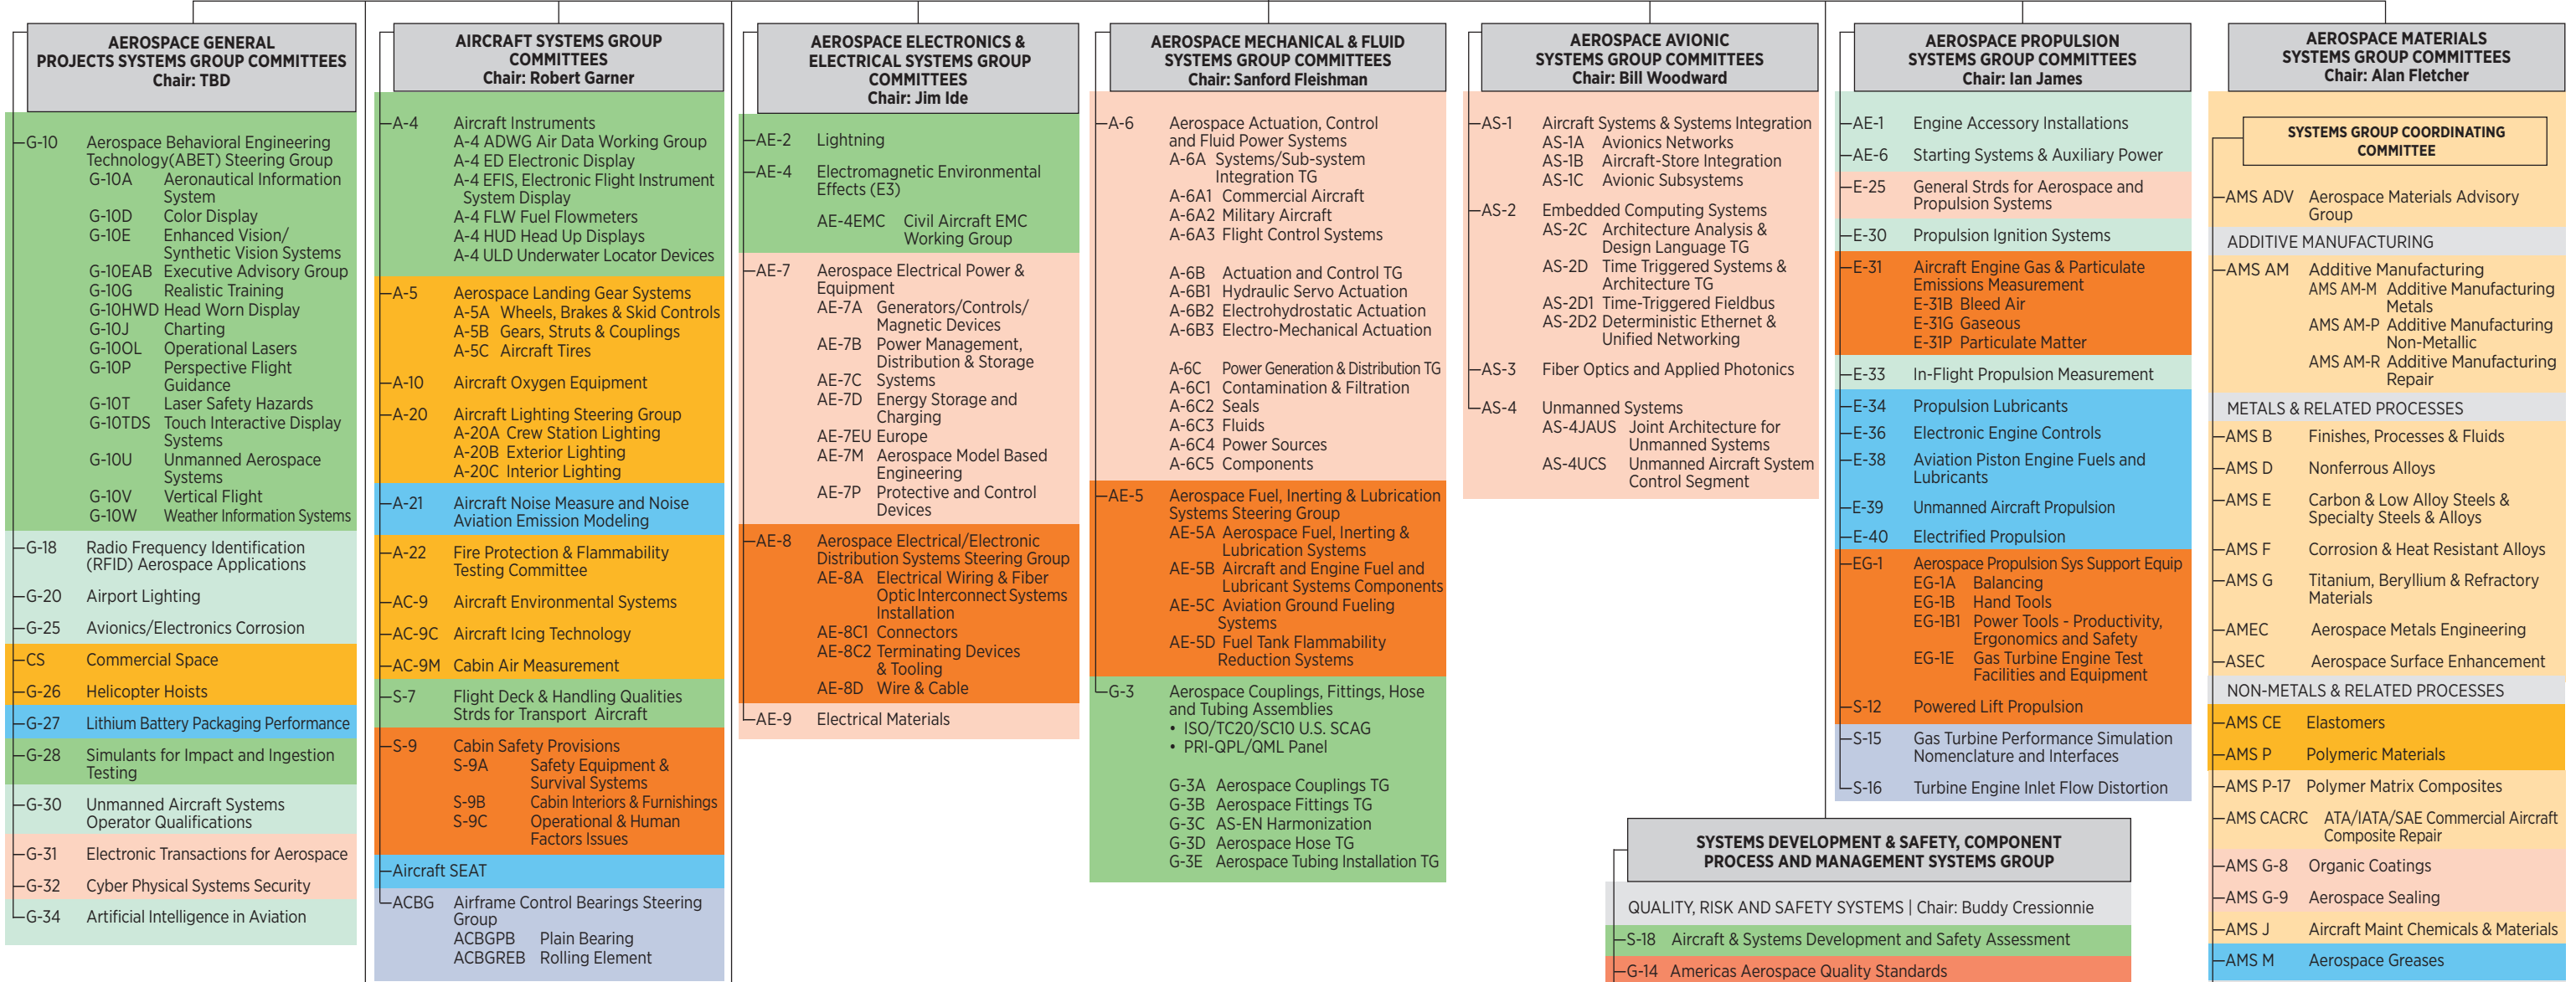 AEROSPACE GENERAL
PROJECTS SYSTEMS GROUP COMMITTEES
Chair: TBD
G-10 Aerospace Behavioral Engineering
Technology(ABET) Steering Group
G-10A Aeronautical Information
System
G-10D Color Display
G-10E Enhanced Vision/
Synthetic Vision Systems
G-10EAB Executive Advisory Group
G-10G Realistic Training
G-10HWD Head Worn Display
G-10J Charting
G-10OL Operational Lasers
G-10P Perspective Flight
Guidance
G-10T Laser Safety Hazards
G-10TDS Touch Interactive Display
Systems
G-10U Unmanned Aerospace
Systems
G-10V Vertical Flight
G-10W Weather Information Systems
G-18 Radio Frequency Identification
(RFID) Aerospace Applications
G-20 Airport Lighting
G-25 Avionics/Electronics Corrosion
CS Commercial Space
G-26 Helicopter Hoists
G-27 Lithium Battery Packaging Performance
G-28 Simulants for Impact and Ingestion
Testing
G-30 Unmanned Aircraft Systems
Operator Qualifications
G-31 Electronic Transactions for Aerospace
G-32 Cyber Physical Systems Security
G-34 Artificial Intelligence in Aviation
AIRCRAFT SYSTEMS GROUP
COMMITTEES
Chair: Robert Garner
A-4 Aircraft Instruments
A-4 ADWG Air Data Working Group
A-4 ED Electronic Display
A-4 EFIS, Electronic Flight Instrument
System Display
A-4 FLW Fuel Flowmeters
A-4 HUD Head Up Displays
A-4 ULD Underwater Locator Devices
A-5 Aerospace Landing Gear Systems
A-5A Wheels, Brakes & Skid Controls
A-5B Gears, Struts & Couplings
A-5C Aircraft Tires
A-10 Aircraft Oxygen Equipment
A-20 Aircraft Lighting Steering Group
A-20A Crew Station Lighting
A-20B Exterior Lighting
A-20C Interior Lighting
A-21 Aircraft Noise Measure and Noise
Aviation Emission Modeling
A-22 Fire Protection & Flammability
Testing Committee
AC-9 Aircraft Environmental Systems
AC-9C Aircraft Icing Technology
AC-9M Cabin Air Measurement
S-7 Flight Deck & Handling Qualities
Strds for Transport Aircraft
S-9 Cabin Safety Provisions
S-9A Safety Equipment &
Survival Systems
S-9B Cabin Interiors & Furnishings
S-9C Operational & Human
Factors Issues
Aircraft SEAT
ACBG Airframe Control Bearings Steering
Group
ACBGPB Plain Bearing
ACBGREB Rolling Element
AEROSPACE ELECTRONICS &
ELECTRICAL SYSTEMS GROUP
COMMITTEES
Chair: Jim Ide
AE-2 Lightning
AE-4 Electromagnetic Environmental
Effects (E3)
AE-4EMC Civil Aircraft EMC
Working Group
AE-7 Aerospace Electrical Power &
Equipment
AE-7A Generators/Controls/
Magnetic Devices
AE-7B Power Management,
Distribution & Storage
AE-7C Systems
AE-7D Energy Storage and
Charging
AE-7EU Europe
AE-7M Aerospace Model Based
Engineering
AE-7P Protective and Control
Devices
AE-8 Aerospace Electrical/Electronic
Distribution Systems Steering Group
AE-8A Electrical Wiring & Fiber
Optic Interconnect Systems
Installation
AE-8C1 Connectors
AE-8C2 Terminating Devices
& Tooling
AE-8D Wire & Cable
AE-9 Electrical Materials
AEROSPACE MECHANICAL & FLUID
SYSTEMS GROUP COMMITTEES
Chair: Sanford Fleishman
A-6 Aerospace Actuation, Control
and Fluid Power Systems
A-6A Systems/Sub-system
Integration TG
A-6A1 Commercial Aircraft
A-6A2 Military Aircraft
A-6A3 Flight Control Systems
A-6B Actuation and Control TG
A-6B1 Hydraulic Servo Actuation
A-6B2 Electrohydrostatic Actuation
A-6B3 Electro-Mechanical Actuation
A-6C Power Generation & Distribution TG
A-6C1 Contamination & Filtration
A-6C2 Seals
A-6C3 Fluids
A-6C4 Power Sources
A-6C5 Components
AE-5 Aerospace Fuel, Inerting & Lubrication
Systems Steering Group
AE-5A Aerospace Fuel, Inerting &
Lubrication Systems
AE-5B Aircraft and Engine Fuel and
Lubricant Systems Components
AE-5C Aviation Ground Fueling
Systems
AE-5D Fuel Tank Flammability
Reduction Systems
G-3 Aerospace Couplings, Fittings, Hose
and Tubing Assemblies
• ISO/TC20/SC10 U.S. SCAG
• PRI-QPL/QML Panel
G-3A Aerospace Couplings TG
G-3B Aerospace Fittings TG
G-3C AS-EN Harmonization
G-3D Aerospace Hose TG
G-3E Aerospace Tubing Installation TG
AEROSPACE AVIONIC
SYSTEMS GROUP COMMITTEES
Chair: Bill Woodward
AS-1 Aircraft Systems & Systems Integration
AS-1A Avionics Networks
AS-1B Aircraft-Store Integration
AS-1C Avionic Subsystems
AS-2 Embedded Computing Systems
AS-2C Architecture Analysis &
Design Language TG
AS-2D Time Triggered Systems &
Architecture TG
AS-2D1 Time-Triggered Fieldbus
AS-2D2 Deterministic Ethernet &
Unified Networking
AS-3 Fiber Optics and Applied Photonics
AS-4 Unmanned Systems
AS-4JAUS Joint Architecture for
Unmanned Systems
AS-4UCS Unmanned Aircraft System
Control Segment
AEROSPACE PROPULSION
SYSTEMS GROUP COMMITTEES
Chair: Ian James
AE-1 Engine Accessory Installations
AE-6 Starting Systems & Auxiliary Power
E-25 General Strds for Aerospace and
Propulsion Systems
E-30 Propulsion Ignition Systems
E-31 Aircraft Engine Gas & Particulate
Emissions Measurement
E-31B Bleed Air
E-31G Gaseous
E-31P Particulate Matter
E-33 In-Flight Propulsion Measurement
E-34 Propulsion Lubricants
E-36 Electronic Engine Controls
E-38 Aviation Piston Engine Fuels and
Lubricants
E-39 Unmanned Aircraft Propulsion
E-40 Electrified Propulsion
EG-1 Aerospace Propulsion Sys Support Equip
EG-1A Balancing
EG-1B Hand Tools
EG-1B1 Power Tools - Productivity,
Ergonomics and Safety
EG-1E Gas Turbine Engine Test
Facilities and Equipment
S-12 Powered Lift Propulsion
S-15 Gas Turbine Performance Simulation
Nomenclature and Interfaces
S-16 Turbine Engine Inlet Flow Distortion
SYSTEMS DEVELOPMENT & SAFETY, COMPONENT
PROCESS AND MANAGEMENT SYSTEMS GROUP
QUALITY, RISK AND SAFETY SYSTEMS | Chair: Buddy Cressionnie
S-18 Aircraft & Systems Development and Safety Assessment
G-14 Americas Aerospace Quality Standards
AEROSPACE MATERIALS
SYSTEMS GROUP COMMITTEES
Chair: Alan Fletcher
SYSTEMS GROUP COORDINATING
COMMITTEE
AMS ADV Aerospace Materials Advisory
Group
ADDITIVE MANUFACTURING
AMS AM Additive Manufacturing
AMS AM-M Additive Manufacturing
Metals
AMS AM-P Additive Manufacturing
Non-Metallic
AMS AM-R Additive Manufacturing
Repair
METALS & RELATED PROCESSES
AMS B Finishes, Processes & Fluids
AMS D Nonferrous Alloys
AMS E Carbon & Low Alloy Steels &
Specialty Steels & Alloys
AMS F Corrosion & Heat Resistant Alloys
AMS G Titanium, Beryllium & Refractory
Materials
AMEC Aerospace Metals Engineering
ASEC Aerospace Surface Enhancement
NON-METALS & RELATED PROCESSES
AMS CE Elastomers
AMS P Polymeric Materials
AMS P-17 Polymer Matrix Composites
AMS CACRC ATA/IATA/SAE Commercial Aircraft
Composite Repair
AMS G-8 Organic Coatings
AMS G-9 Aerospace Sealing
AMS J Aircraft Maint Chemicals & Materials
AMS M Aerospace Greases